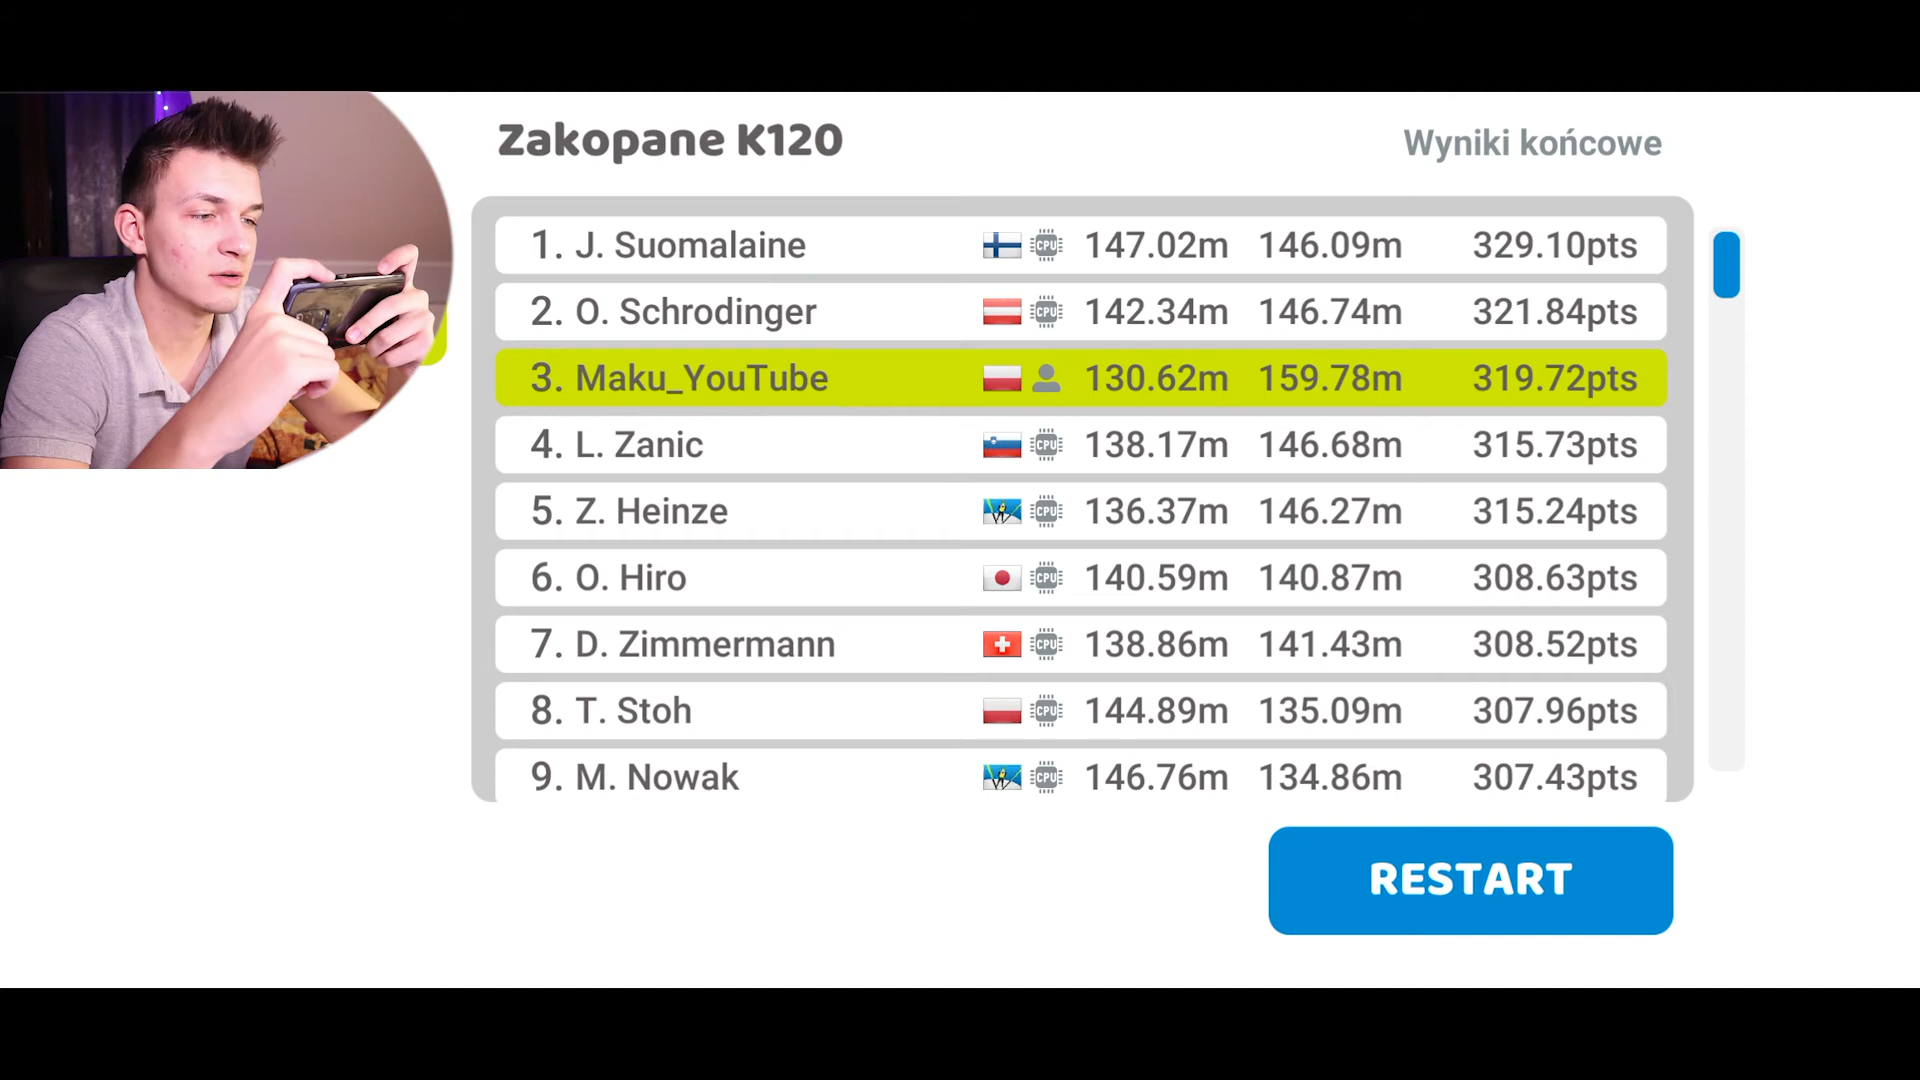 Zakopane K120
Wyniki końcowe
1. J. Suomalaine CPU 147.02m 146.09m 329.10pts
2. O. Schrodinger CPU 142.34m 146.74m 321.84pts
3. Maku_YouTube 130.62m 159.78m 319.72pts
4. L. Zanic CPU 138.17m 146.68m 315.73pts
5. Z. Heinze CPU 136.37m 146.27m 315.24pts
6. O. Hiro CPU 140.59m 140.87m 308.63pts
7. D. Zimmermann CPU 138.86m 141.43m 308.52pts
8. T. Stoh CPU 144.89m 135.09m 307.96pts
9. M. Nowak CPU 146.76m 134.86m 307.43pts
RESTART